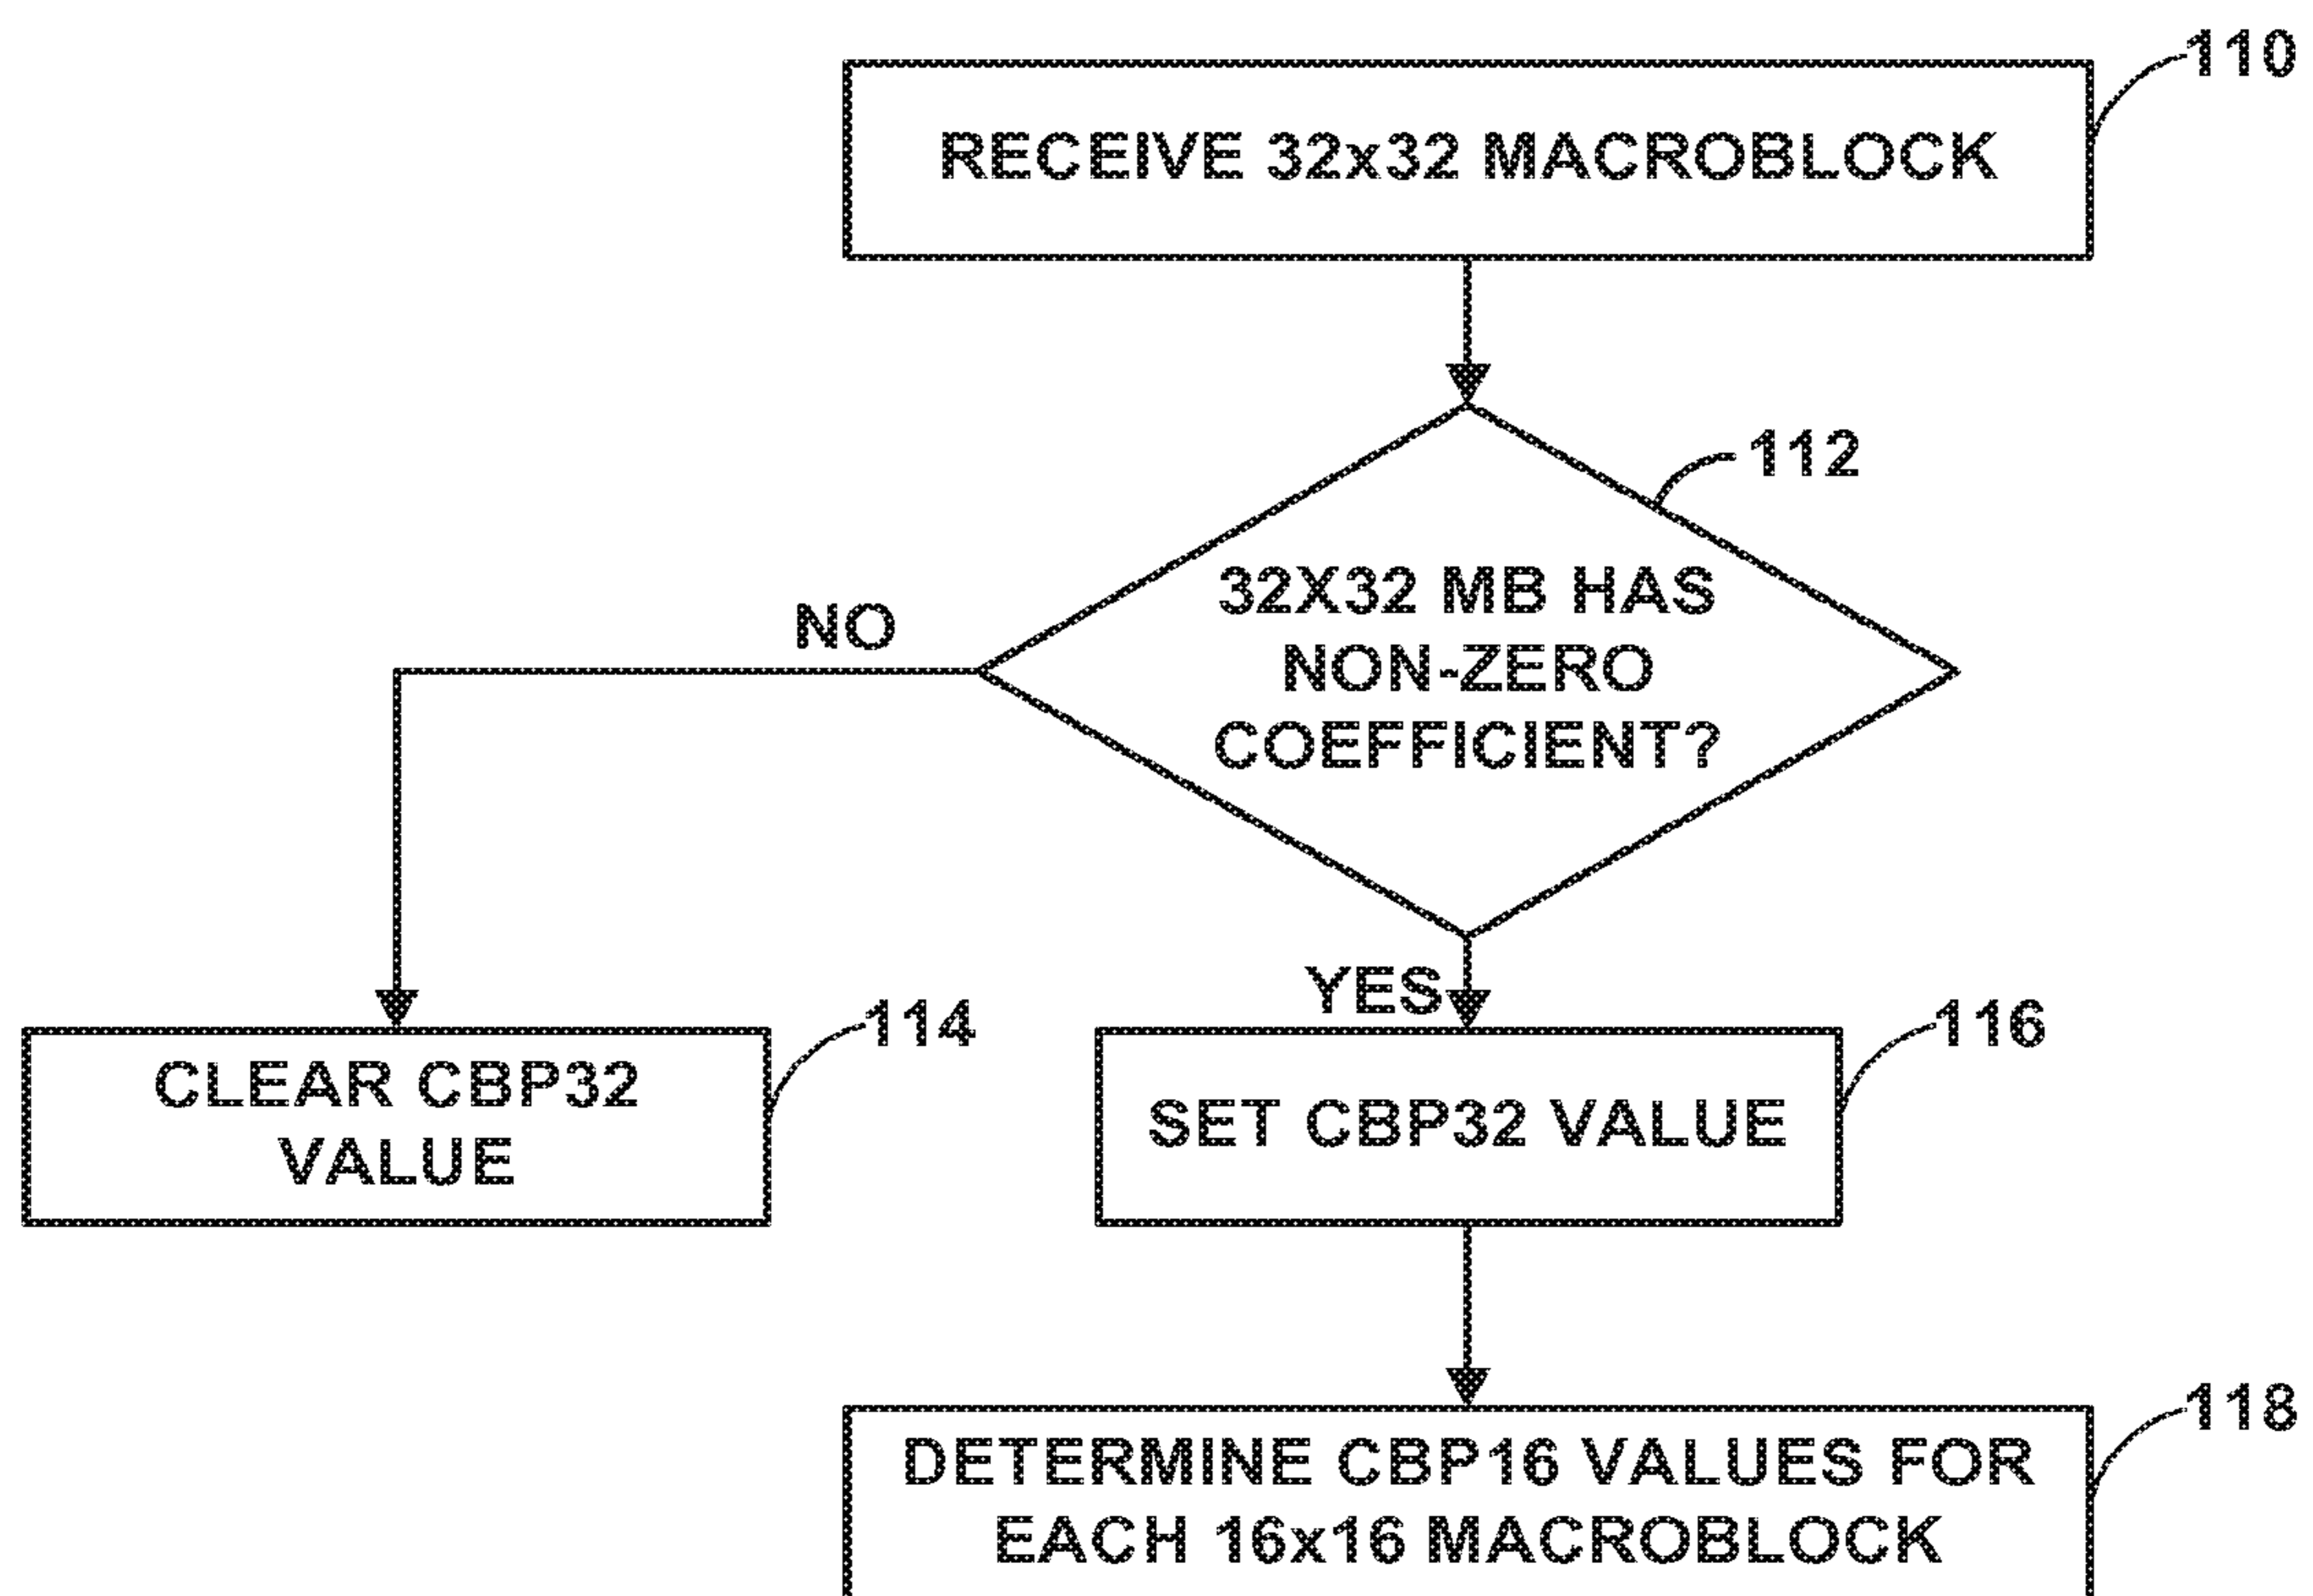 110
RECEIVE 32x32 MACROBLOCK
112
32X32 MB HAS
NON-ZERO
COEFFICIENT?
NO
YES
114
CLEAR CBP32
VALUE
116
SET CBP32 VALUE
118
DETERMINE CBP16 VALUES FOR
EACH 16x16 MACROBLOCK